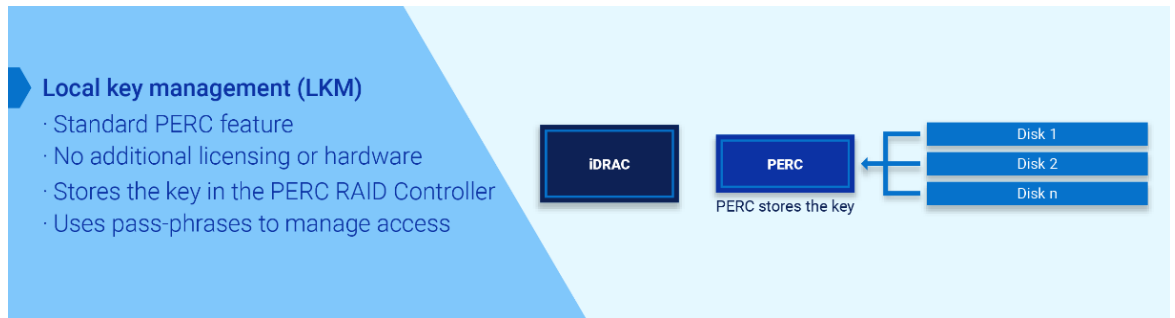 Local key management (LKM)
· Standard PERC feature
· No additional licensing or hardware
· Stores the key in the PERC RAID Controller
· Uses pass-phrases to manage access
iDRAC
PERC
PERC stores the key
Disk 1
Disk 2
Disk n